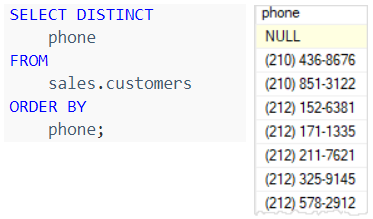 SELECT DISTINCT
    phone
FROM
    sales.customers
ORDER BY
    phone;
phone
NULL
(210) 436-8676
(210) 851-3122
(212) 152-6381
(212) 171-1335
(212) 211-7621
(212) 325-9145
(212) 578-2912